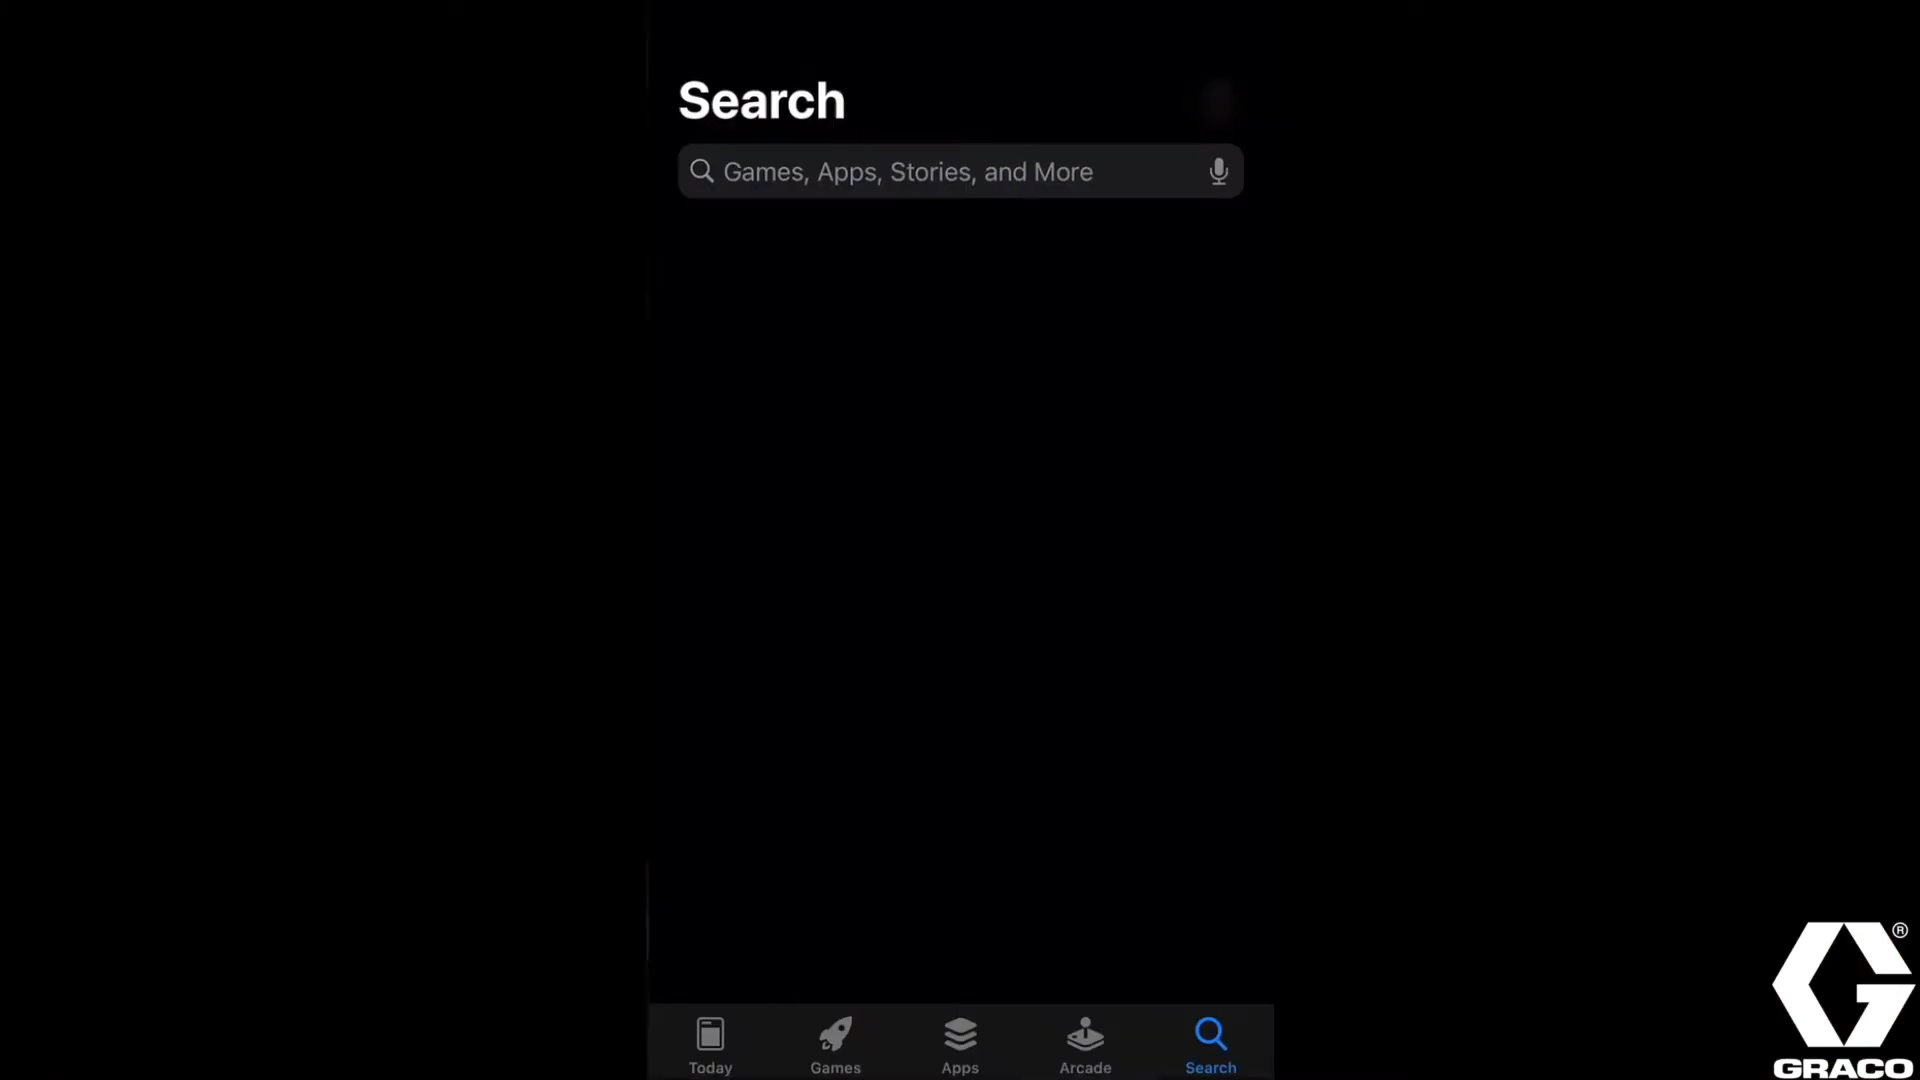 Search
Games, Apps, Stories, and More
Today
Games
Apps
Arcade
Search
®
GRACO